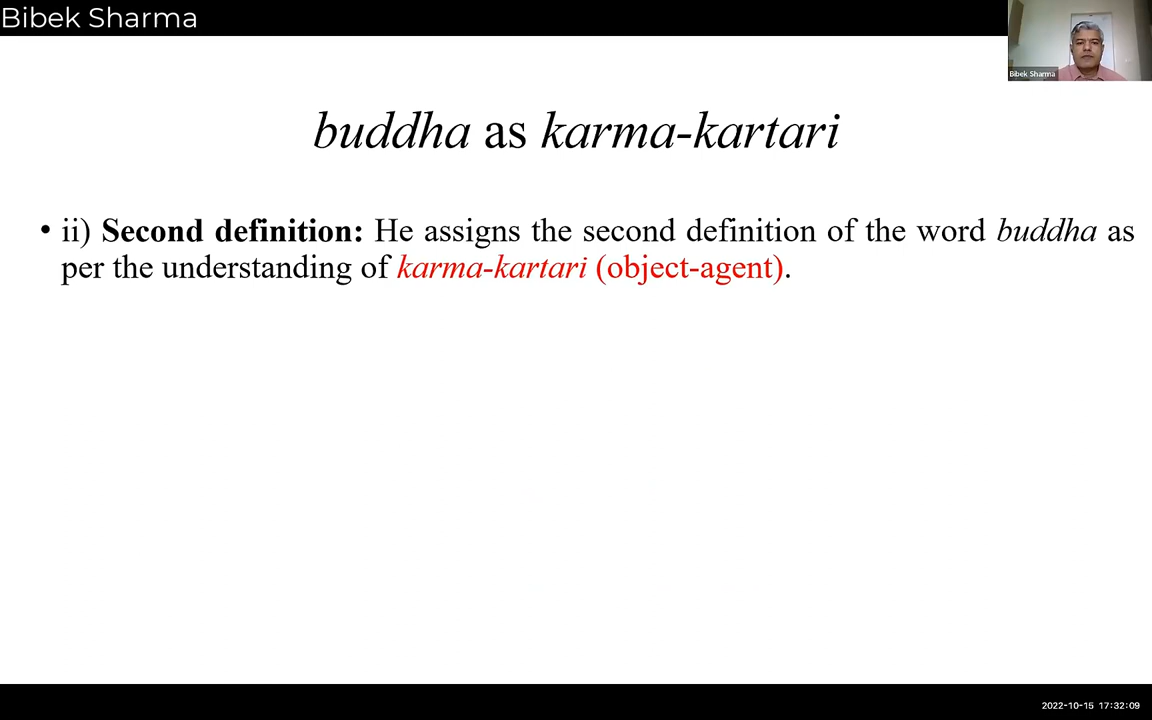 Bibek Sharma
Bibek Sharma
buddha as karma-kartari
• ii) Second definition: He assigns the second definition of the word buddha as
per the understanding of karma-kartari (object-agent).
2022-10-15 17:32:09